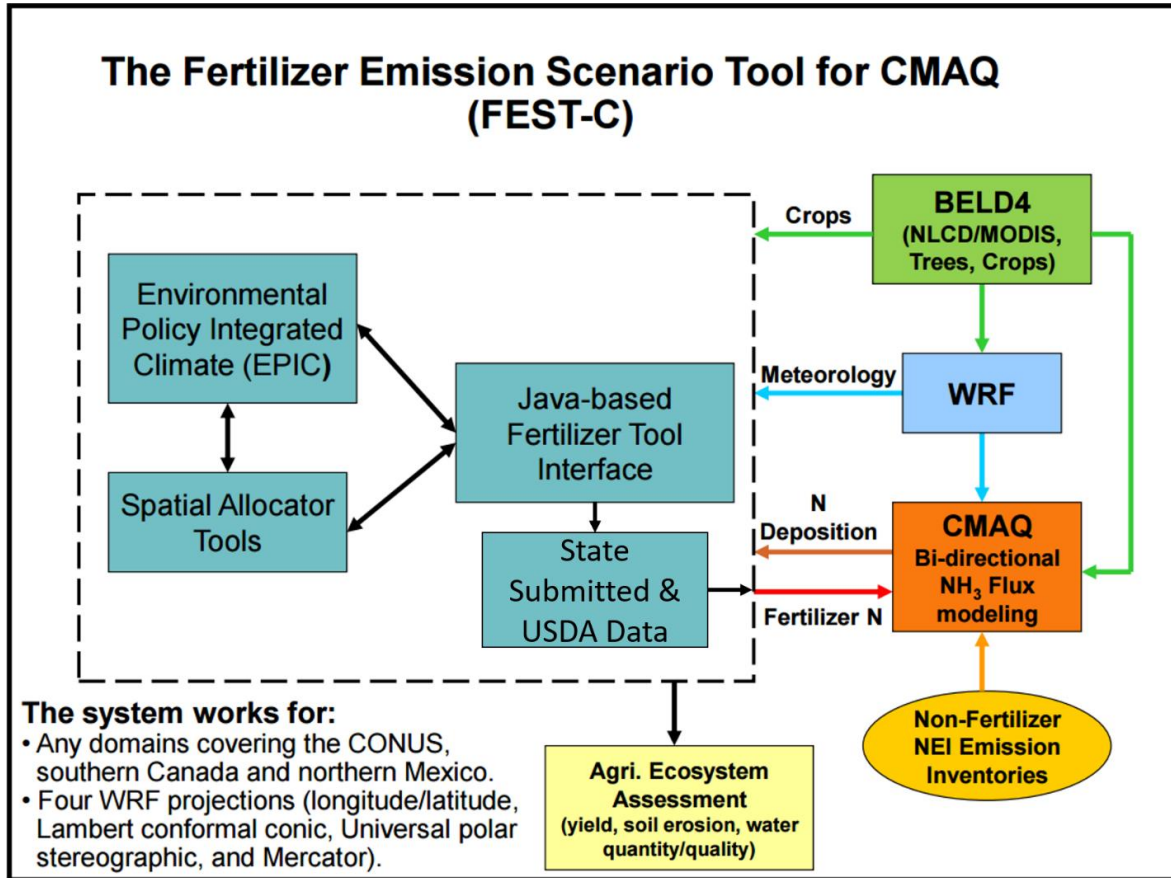 The Fertilizer Emission Scenario Tool for CMAQ
(FEST-C)
Environmental
Policy Integrated
Climate (EPIC)
Spatial Allocator
Tools
Java-based
Fertilizer Tool
Interface
State
Submitted &
USDA Data
Crops
Meteorology
N
Deposition
Fertilizer N
BELD4
(NLCD/MODIS,
Trees, Crops)
WRF
CMAQ
Bi-directional
NH₃ Flux
modeling
Non-Fertilizer
NEI Emission
Inventories
Agri. Ecosystem
Assessment
(yield, soil erosion, water
quantity/quality)
The system works for:
• Any domains covering the CONUS,
southern Canada and northern Mexico.
• Four WRF projections (longitude/latitude,
Lambert conformal conic, Universal polar
stereographic, and Mercator).